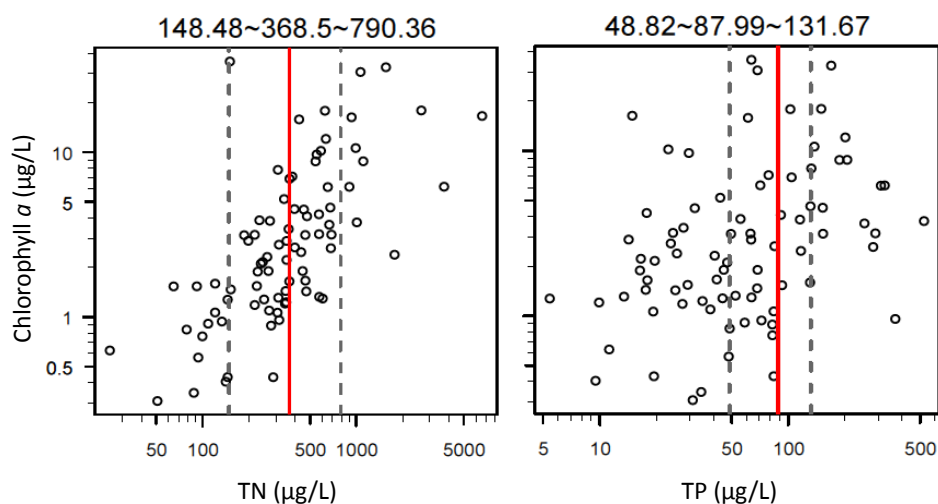 148.48~368.5~790.36
48.82~87.99~131.67
Chlorophyll a (µg/L)
10
5
1
0.5
50 100 500 1000 5000
5 10 50 100 500
TN (µg/L)
TP (µg/L)